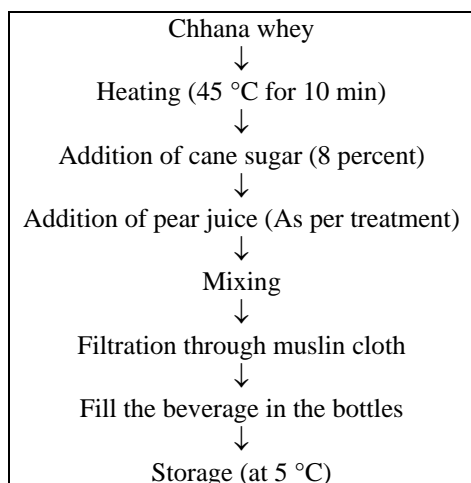 Chhana whey
↓
Heating (45 °C for 10 min)
↓
Addition of cane sugar (8 percent)
↓
Addition of pear juice (As per treatment)
↓
Mixing
↓
Filtration through muslin cloth
↓
Fill the beverage in the bottles
↓
Storage (at 5 °C)